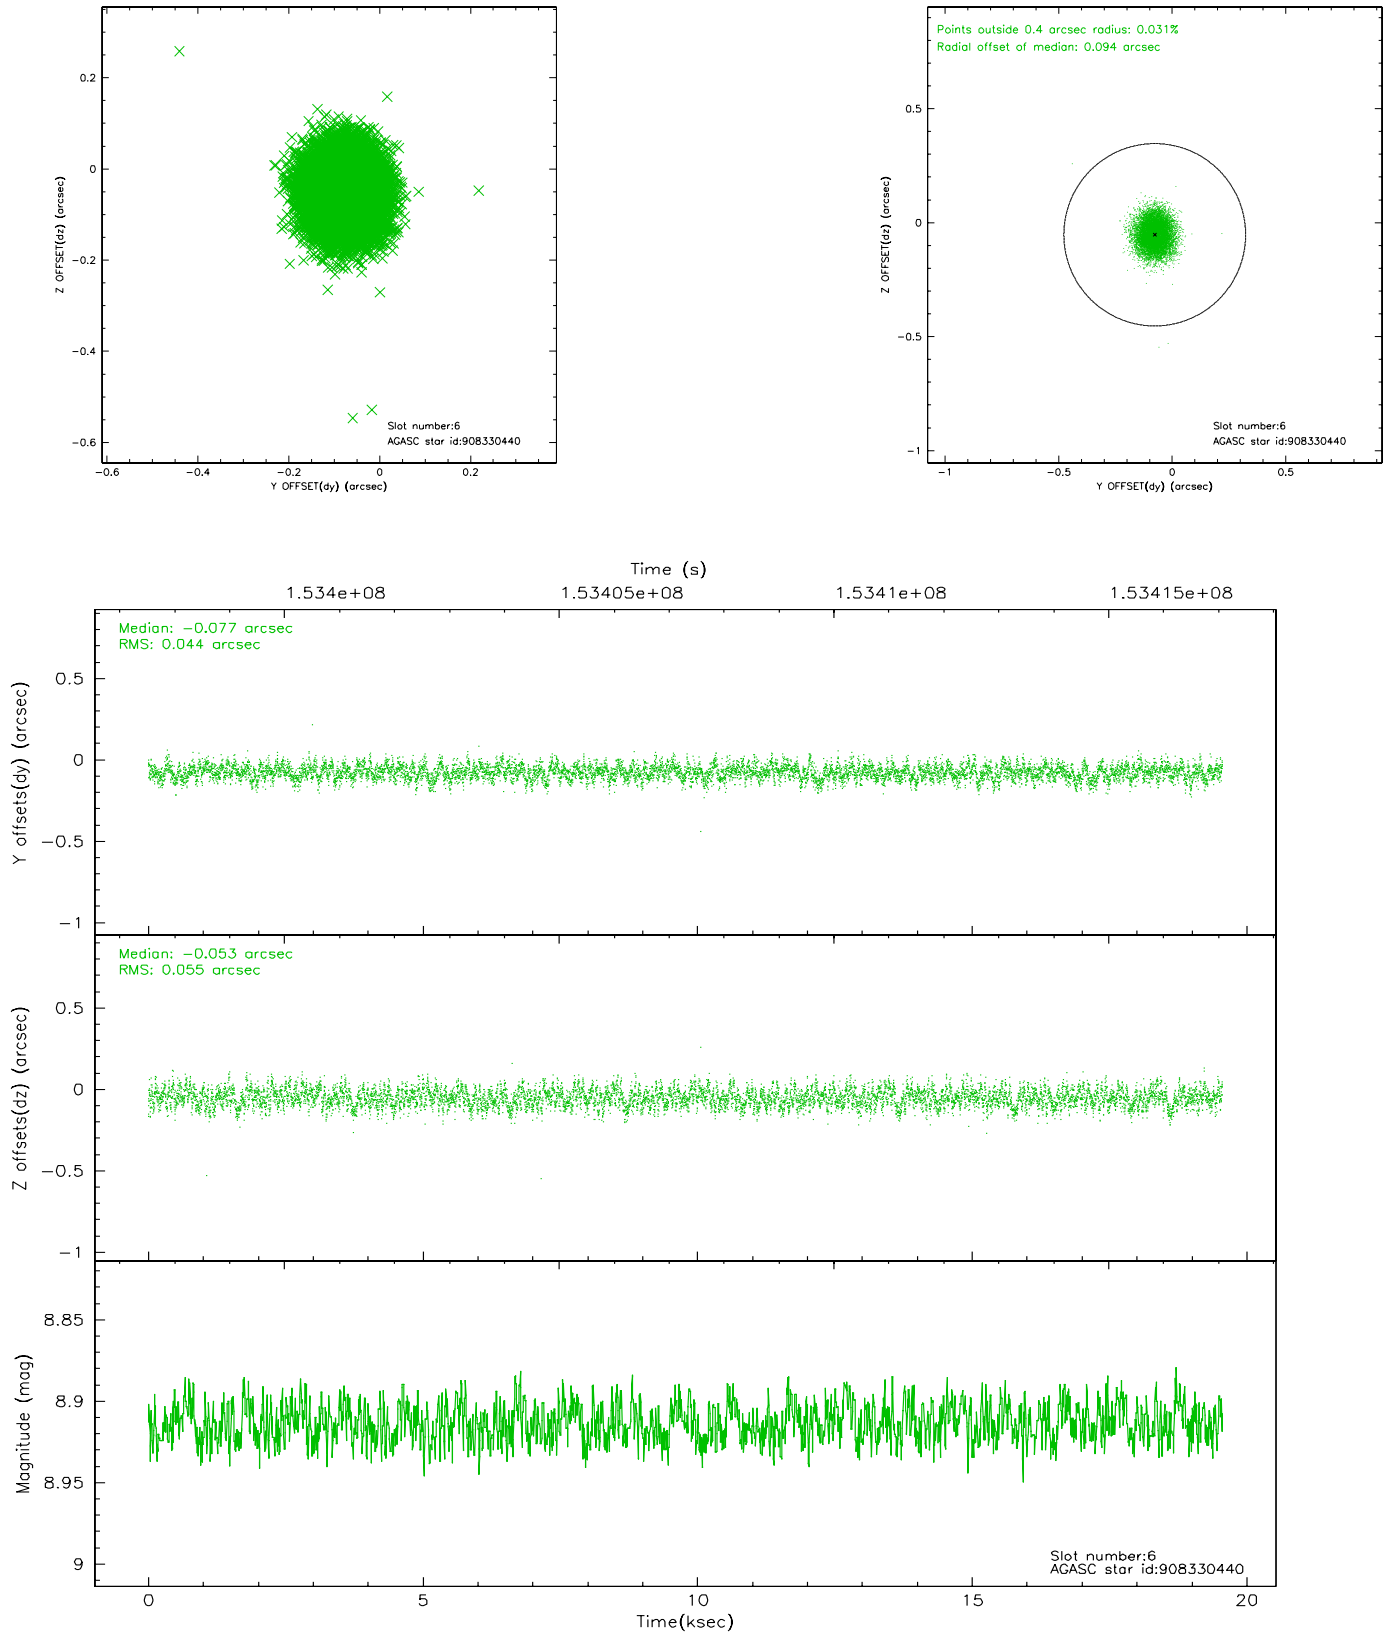 0.2
0
−0.2
−0.4
−0.6
Z OFFSET(dz) (arcsec)
Slot number:6
AGASC star id:908330440
−0.6
−0.4
−0.2
0
0.2
Y OFFSET(dy) (arcsec)
Points outside 0.4 arcsec radius: 0.031%
Radial offset of median: 0.094 arcsec
0.5
0
−0.5
−1
Z OFFSET(dz) (arcsec)
Slot number:6
AGASC star id:908330440
−1
−0.5
0
0.5
Y OFFSET(dy) (arcsec)
Time (s)
1.534e+08
1.53405e+08
1.5341e+08
1.53415e+08
Median: −0.077 arcsec
RMS: 0.044 arcsec
0.5
0
−0.5
−1
Y offsets(dy) (arcsec)
Median: −0.053 arcsec
RMS: 0.055 arcsec
0.5
0
−0.5
−1
Z offsets(dz) (arcsec)
8.85
8.9
8.95
9
Magnitude (mag)
Slot number:6
AGASC star id:908330440
0
5
10
15
20
Time(ksec)